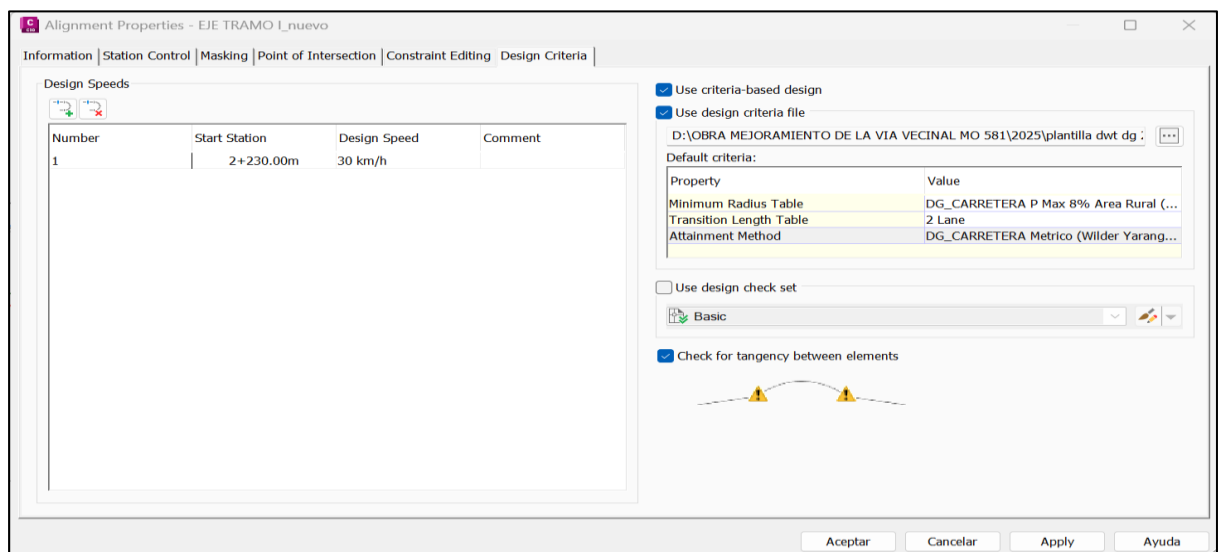 Alignment Properties - EJE TRAMO I_nuevo
Information Station Control Masking Point of Intersection Constraint Editing Design Criteria
Design Speeds
Number Start Station Design Speed Comment
1 2+230.00m 30 km/h
Use criteria-based design
Use design criteria file
D:\OBRA MEJORAMIENTO DE LA VIA VECINAL MO 581\2025\plantilla dwt dg
Default criteria:
Property Value
Minimum Radius Table DG_CARRETERA P Max 8% Area Rural (...
Transition Length Table 2 Lane
Attainment Method DG_CARRETERA Metrico (Wilder Yarang...
Use design check set
Basic
Check for tangency between elements
Aceptar Cancelar Apply Ayuda